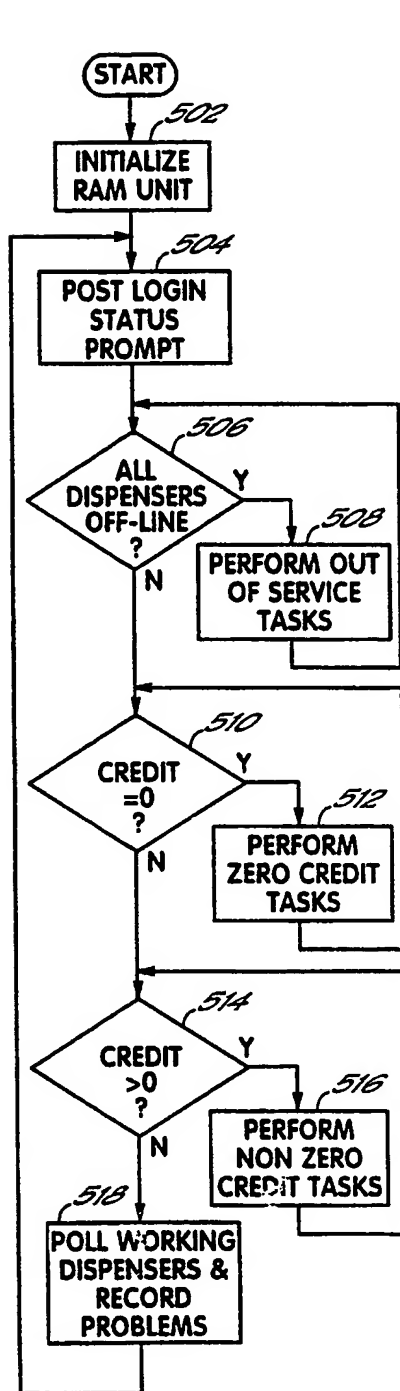 START
502
INITIALIZE
RAM UNIT
504
POST LOGIN
STATUS
PROMPT
506
ALL
DISPENSERS
OFF-LINE
?
Y
N
508
PERFORM OUT
OF SERVICE
TASKS
510
CREDIT
=0
?
Y
N
512
PERFORM
ZERO CREDIT
TASKS
514
CREDIT
>0
?
Y
N
516
PERFORM
NON ZERO
CREDIT TASKS
518
POLL WORKING
DISPENSERS &
RECORD
PROBLEMS